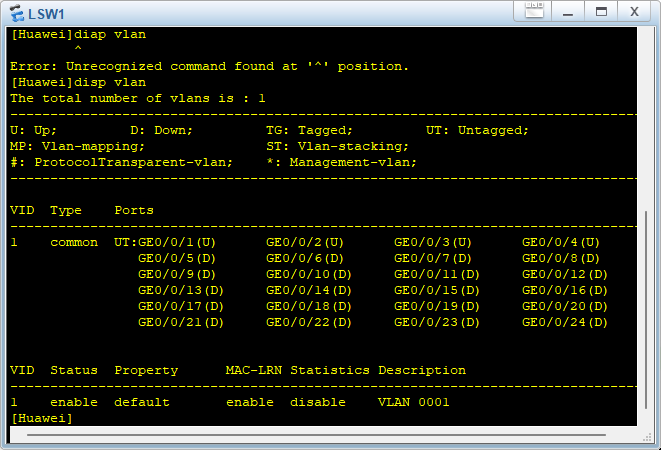 LSW1
[Huawei]diap vlan
^
Error: Unrecognized command found at '^' position.
[Huawei]disp vlan
The total number of vlans is : 1
--------------------------------------------------------------------------------
U: Up;         D: Down;         TG: Tagged;         UT: Untagged;
MP: Vlan-mapping;               ST: Vlan-stacking;
#: ProtocolTransparent-vlan;    *: Management-vlan;
--------------------------------------------------------------------------------
VID  Type    Ports
--------------------------------------------------------------------------------
1    common  UT:GE0/0/1(U)      GE0/0/2(U)      GE0/0/3(U)      GE0/0/4(U)
GE0/0/5(D)      GE0/0/6(D)      GE0/0/7(D)      GE0/0/8(D)
GE0/0/9(D)      GE0/0/10(D)     GE0/0/11(D)     GE0/0/12(D)
GE0/0/13(D)     GE0/0/14(D)     GE0/0/15(D)     GE0/0/16(D)
GE0/0/17(D)     GE0/0/18(D)     GE0/0/19(D)     GE0/0/20(D)
GE0/0/21(D)     GE0/0/22(D)     GE0/0/23(D)     GE0/0/24(D)
VID  Status  Property      MAC-LRN Statistics Description
--------------------------------------------------------------------------------
1    enable  default       enable  disable    VLAN 0001
[Huawei]